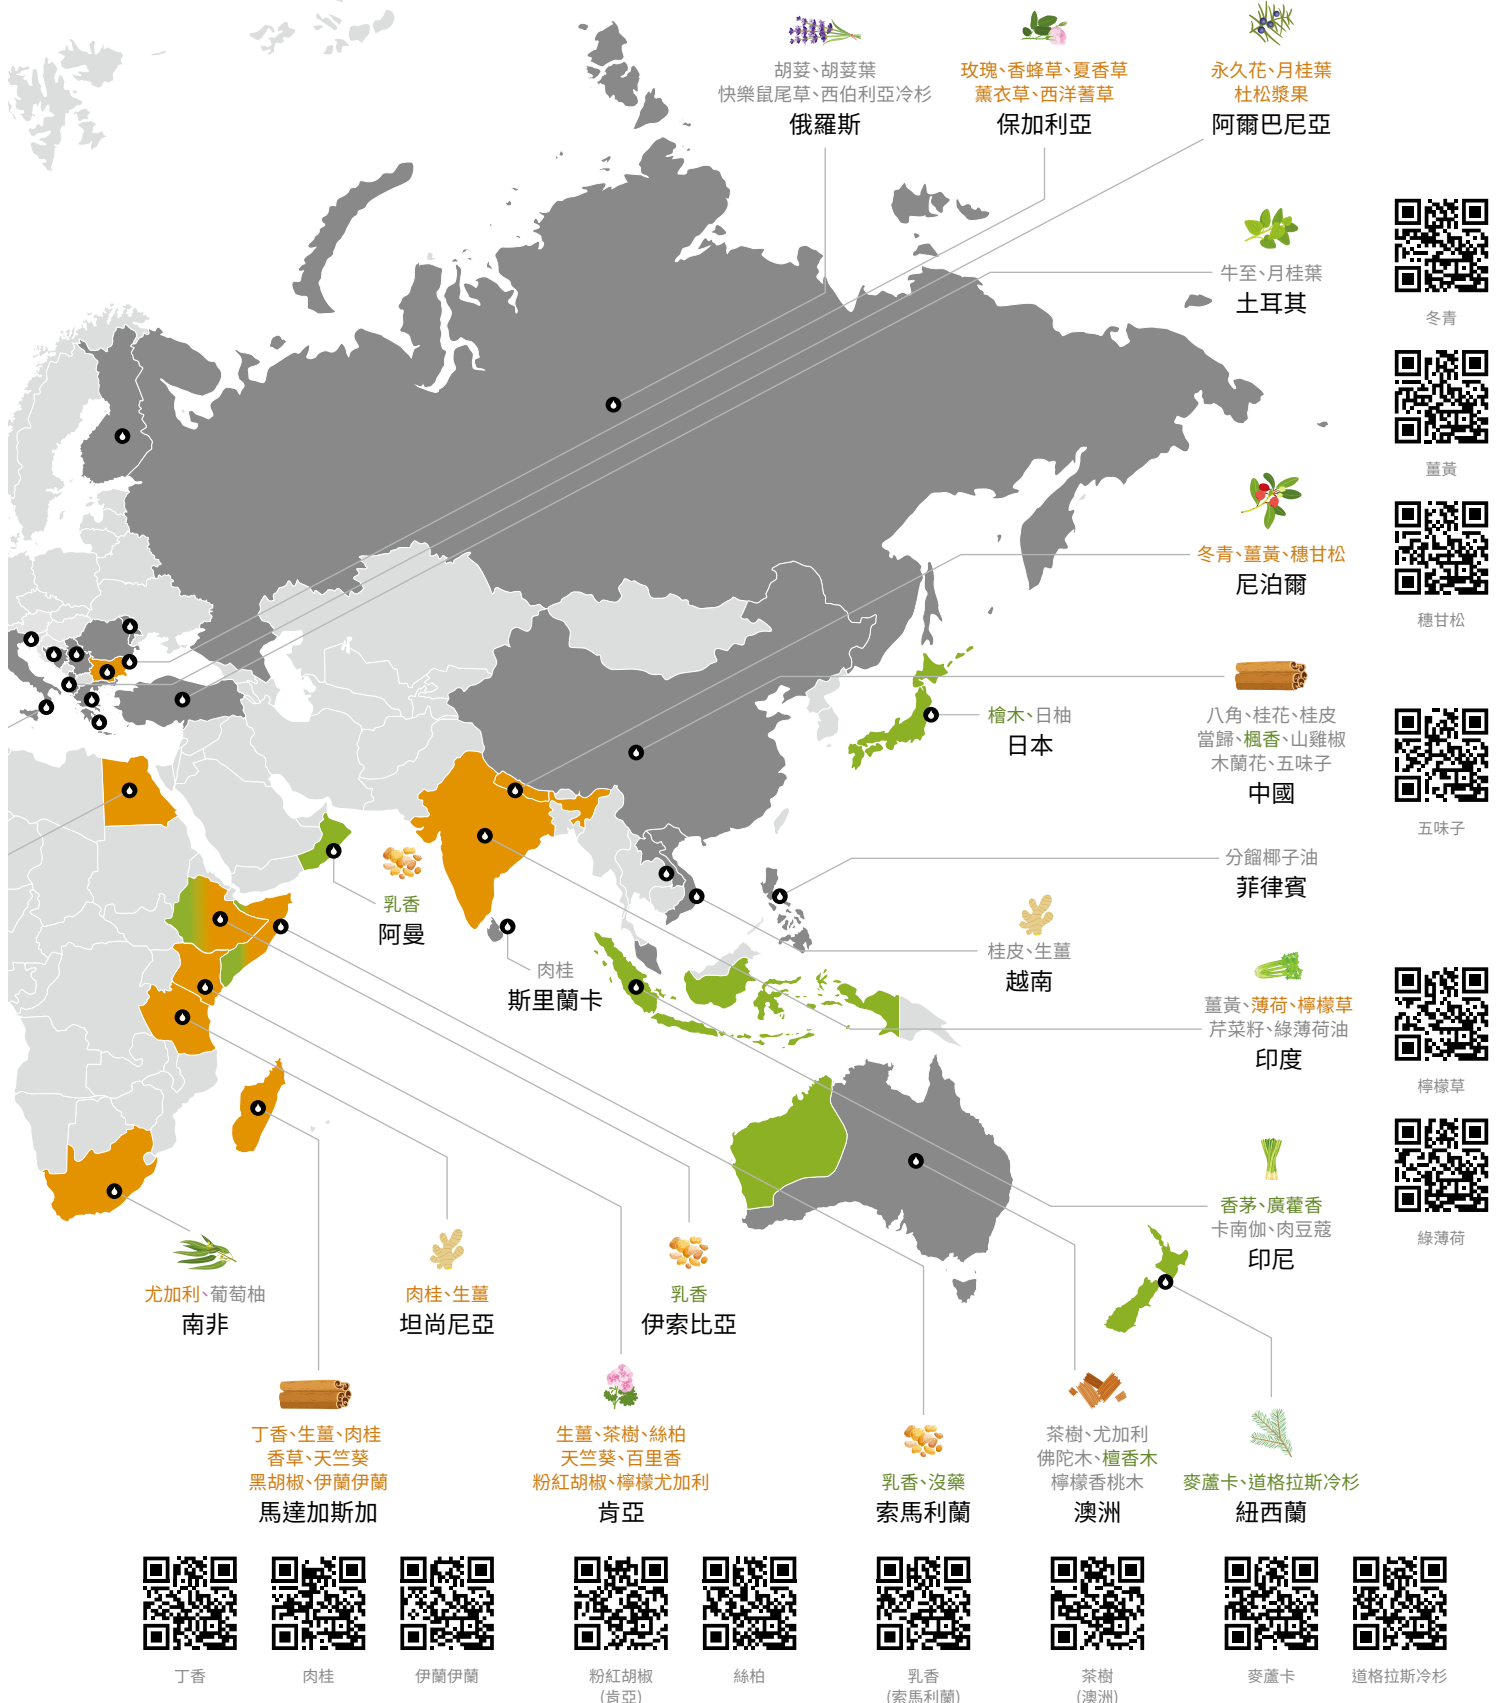 胡荽、胡荽葉
快樂鼠尾草、西伯利亞冷杉
俄羅斯
玫瑰、香蜂草、夏香草
薰衣草、西洋蓍草
保加利亞
永久花、月桂葉
杜松漿果
阿爾巴尼亞
牛至、月桂葉
土耳其
冬青
薑黃
冬青、薑黃、穗甘松
尼泊爾
穗甘松
檜木、日柚
日本
八角、桂花、桂皮
當歸、楓香、山雞椒
木蘭花、五味子
中國
五味子
分餾椰子油
菲律賓
乳香
阿曼
肉桂
斯里蘭卡
桂皮、生薑
越南
薑黃、薄荷、檸檬草
芹菜籽、綠薄荷油
印度
檸檬草
香茅、廣藿香
卡南伽、肉豆蔻
印尼
綠薄荷
尤加利、葡萄柚
南非
肉桂、生薑
坦尚尼亞
乳香
伊索比亞
丁香、生薑、肉桂
香草、天竺葵
黑胡椒、伊蘭伊蘭
馬達加斯加
生薑、茶樹、絲柏
天竺葵、百里香
粉紅胡椒、檸檬尤加利
肯亞
乳香、沒藥
索馬利蘭
茶樹、尤加利
佛陀木、檀香木
檸檬香桃木
澳洲
麥蘆卡、道格拉斯冷杉
紐西蘭
丁香
肉桂
伊蘭伊蘭
粉紅胡椒
(肯亞)
絲柏
乳香
(索馬利蘭)
茶樹
(澳洲)
麥蘆卡
道格拉斯冷杉